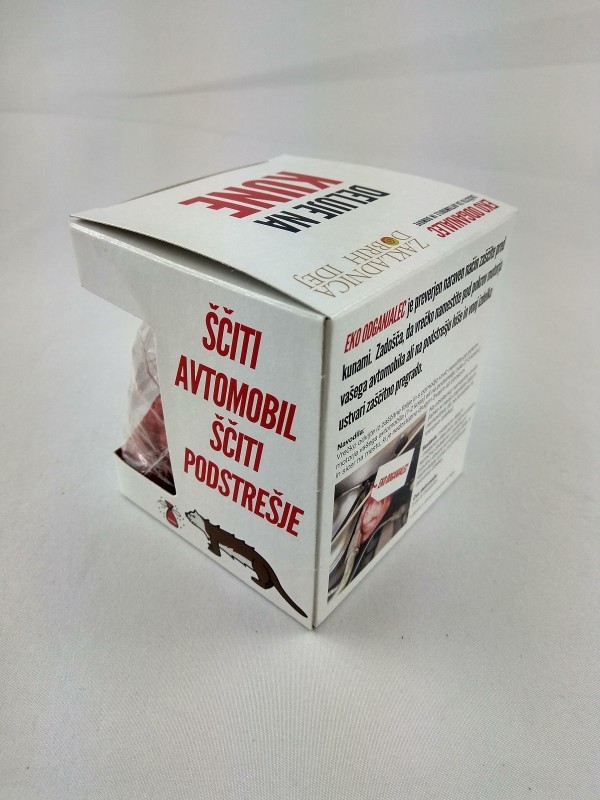 DELUJE NA
KUNE
EKO ODGANJALEC
ZAKLADNICA
DOBRIH IDEJ
ŠČITI
AVTOMOBIL
ŠČITI
PODSTREŠJE
EKO ODGANJALEC je preverjen naraven način zaščite pred
kunami. Zadošča, da vrečko namestite pod pokrov motorja
vašega avtomobila ali na podstrešje hiše in vonj izdelka
ustvari zaščitno pregrado.
Navodila:
EKO ODGANJALEC